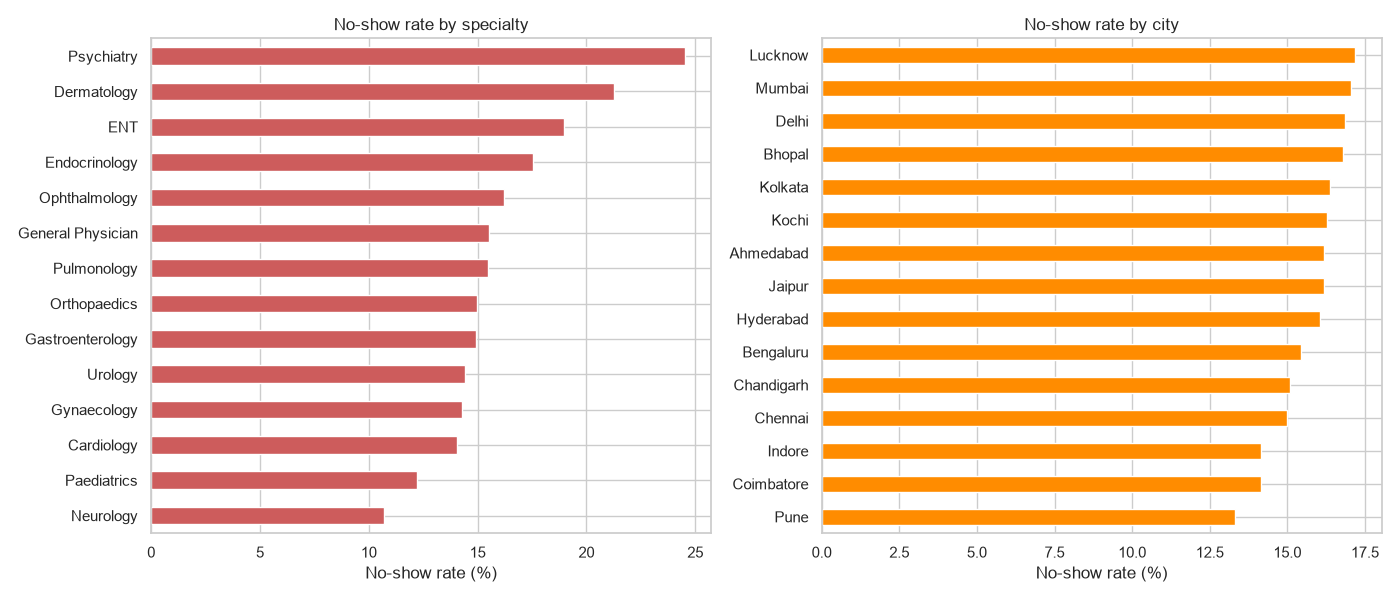 No-show rate by specialty
Psychiatry
Dermatology
ENT
Endocrinology
Ophthalmology
General Physician
Pulmonology
Orthopaedics
Gastroenterology
Urology
Gynaecology
Cardiology
Paediatrics
Neurology
0 5 10 15 20 25
No-show rate (%)
No-show rate by city
Lucknow
Mumbai
Delhi
Bhopal
Kolkata
Kochi
Ahmedabad
Jaipur
Hyderabad
Bengaluru
Chandigarh
Chennai
Indore
Coimbatore
Pune
0.0 2.5 5.0 7.5 10.0 12.5 15.0 17.5
No-show rate (%)